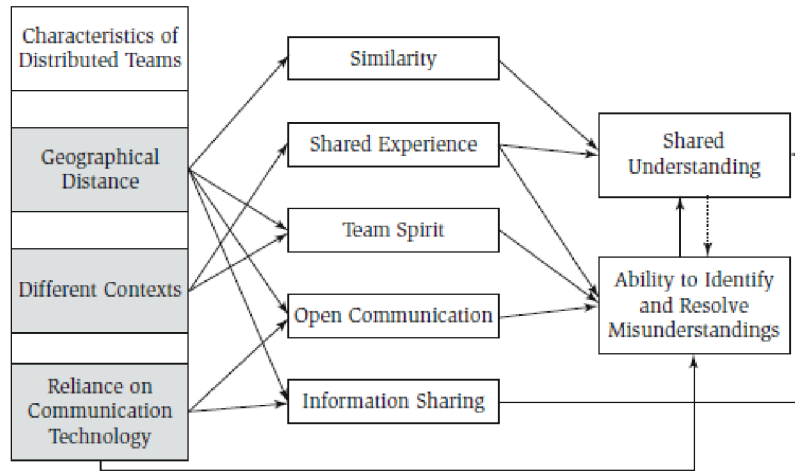 Characteristics of
Distributed Teams
Geographical
Distance
Different Contexts
Reliance on
Communication
Technology
Similarity
Shared Experience
Team Spirit
Open Communication
Information Sharing
Shared
Understanding
Ability to Identify
and Resolve
Misunderstandings